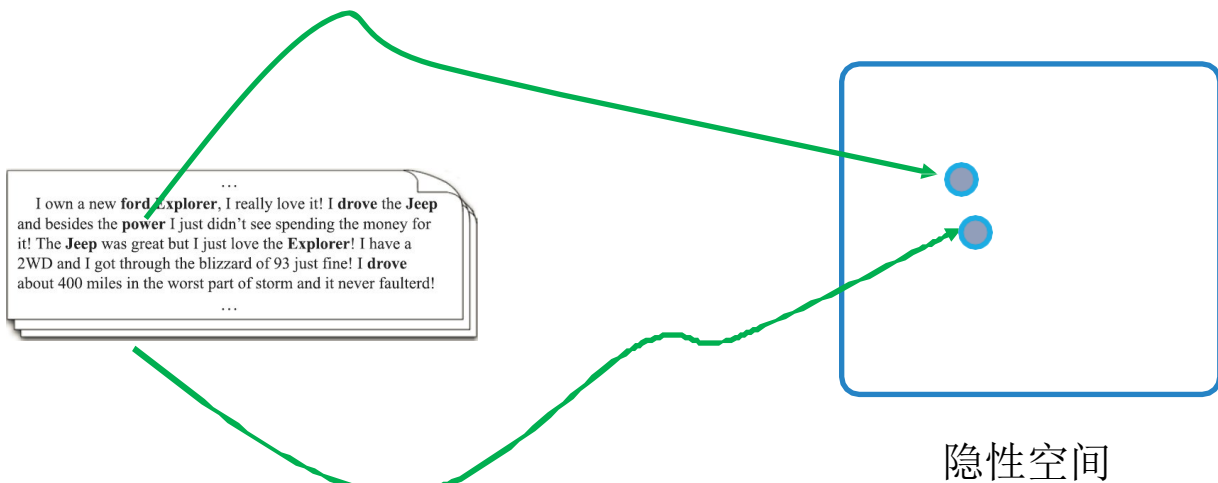 ...
I own a new ford Explorer, I really love it! I drove the Jeep
and besides the power I just didn't see spending the money for
it! The Jeep was great but I just love the Explorer! I have a
2WD and I got through the blizzard of 93 just fine! I drove
about 400 miles in the worst part of storm and it never faulterd!
...
隐性空间